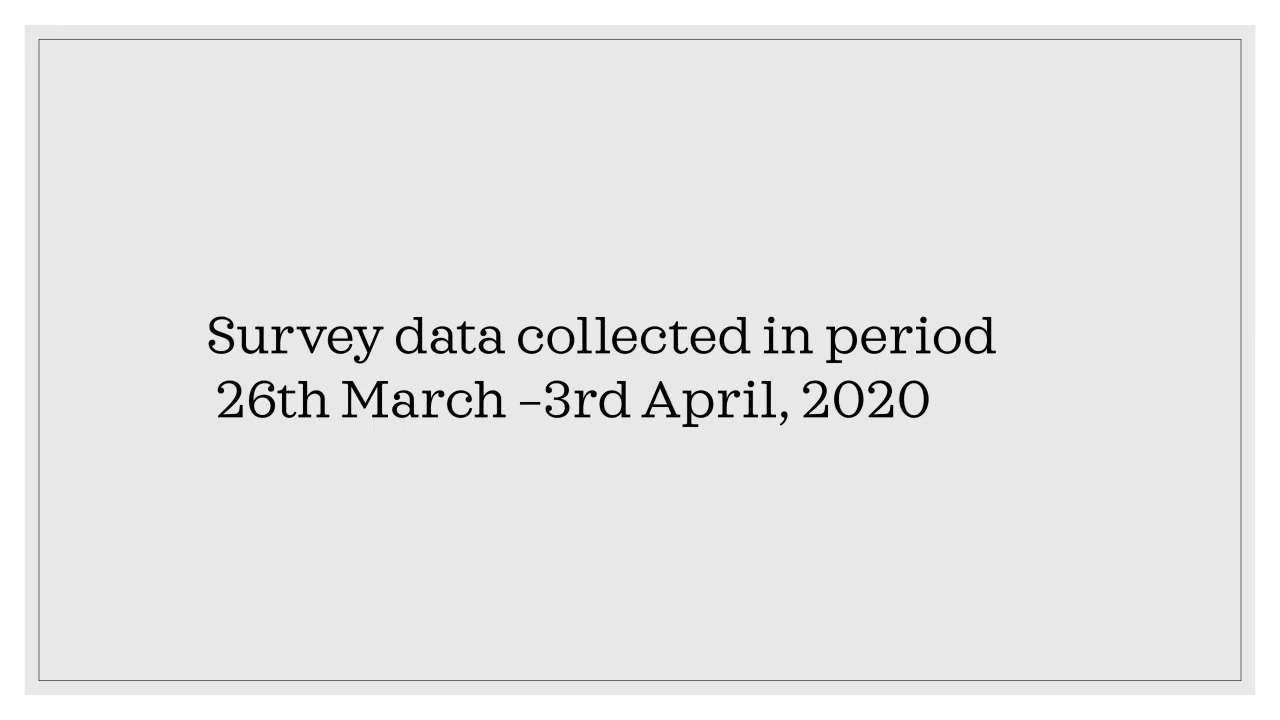 Survey data collected in period
26th March –3rd April, 2020